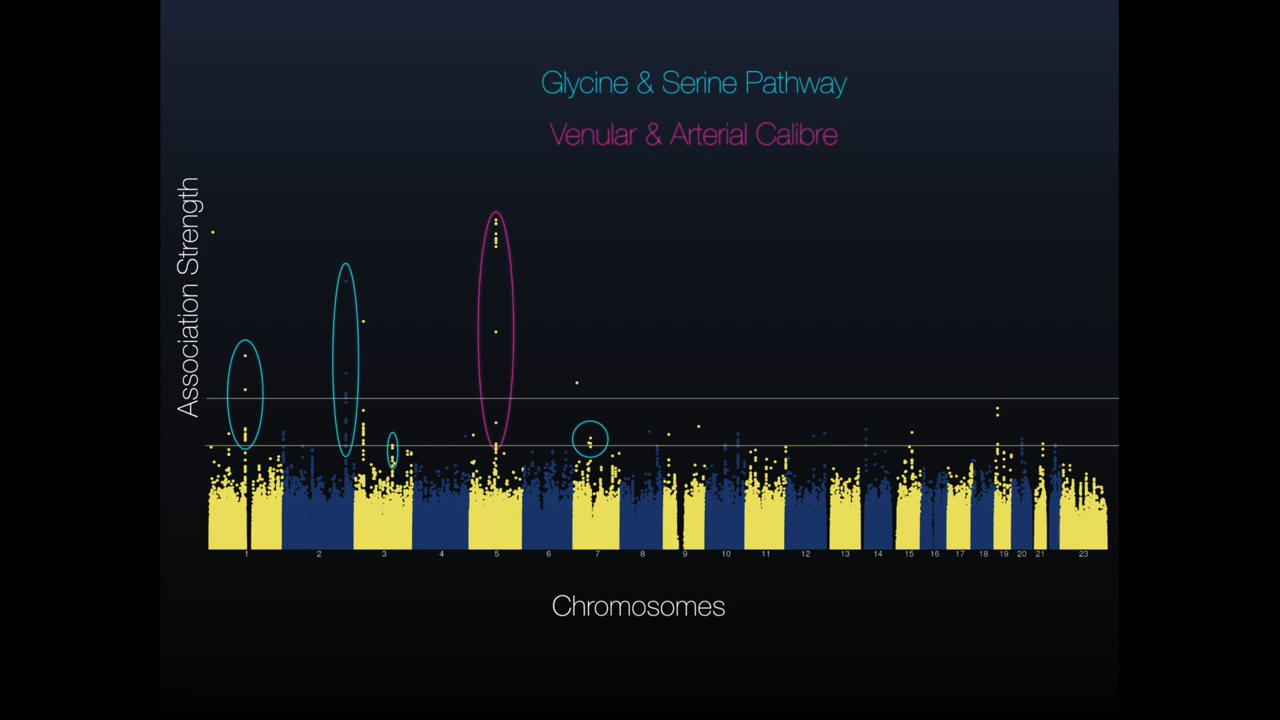 Glycine & Serine Pathway
Venular & Arterial Calibre
Association Strength
1 2 3 4 5 6 7 8 9 10 11 12 13 14 15 16 17 18 19 20 21 23
Chromosomes